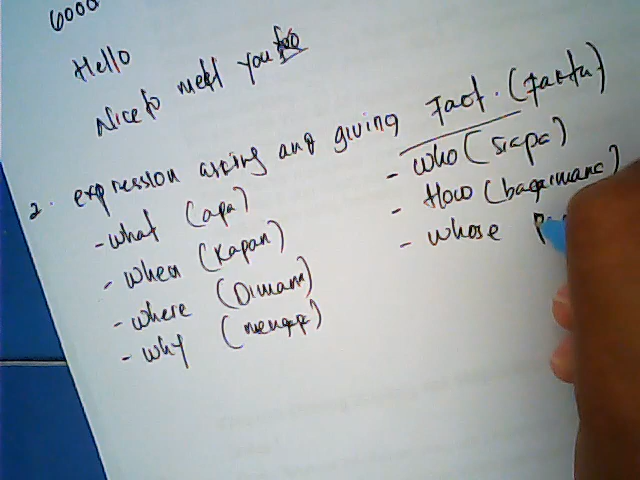 Good
Hello
Nice to meet you
2. expression asking and giving Fact. (Fakta)
- what (apa)
- when (Kapan)
- where (Dimana)
- why (mengapa)
- who (siapa)
- How (bagaimana)
- whose